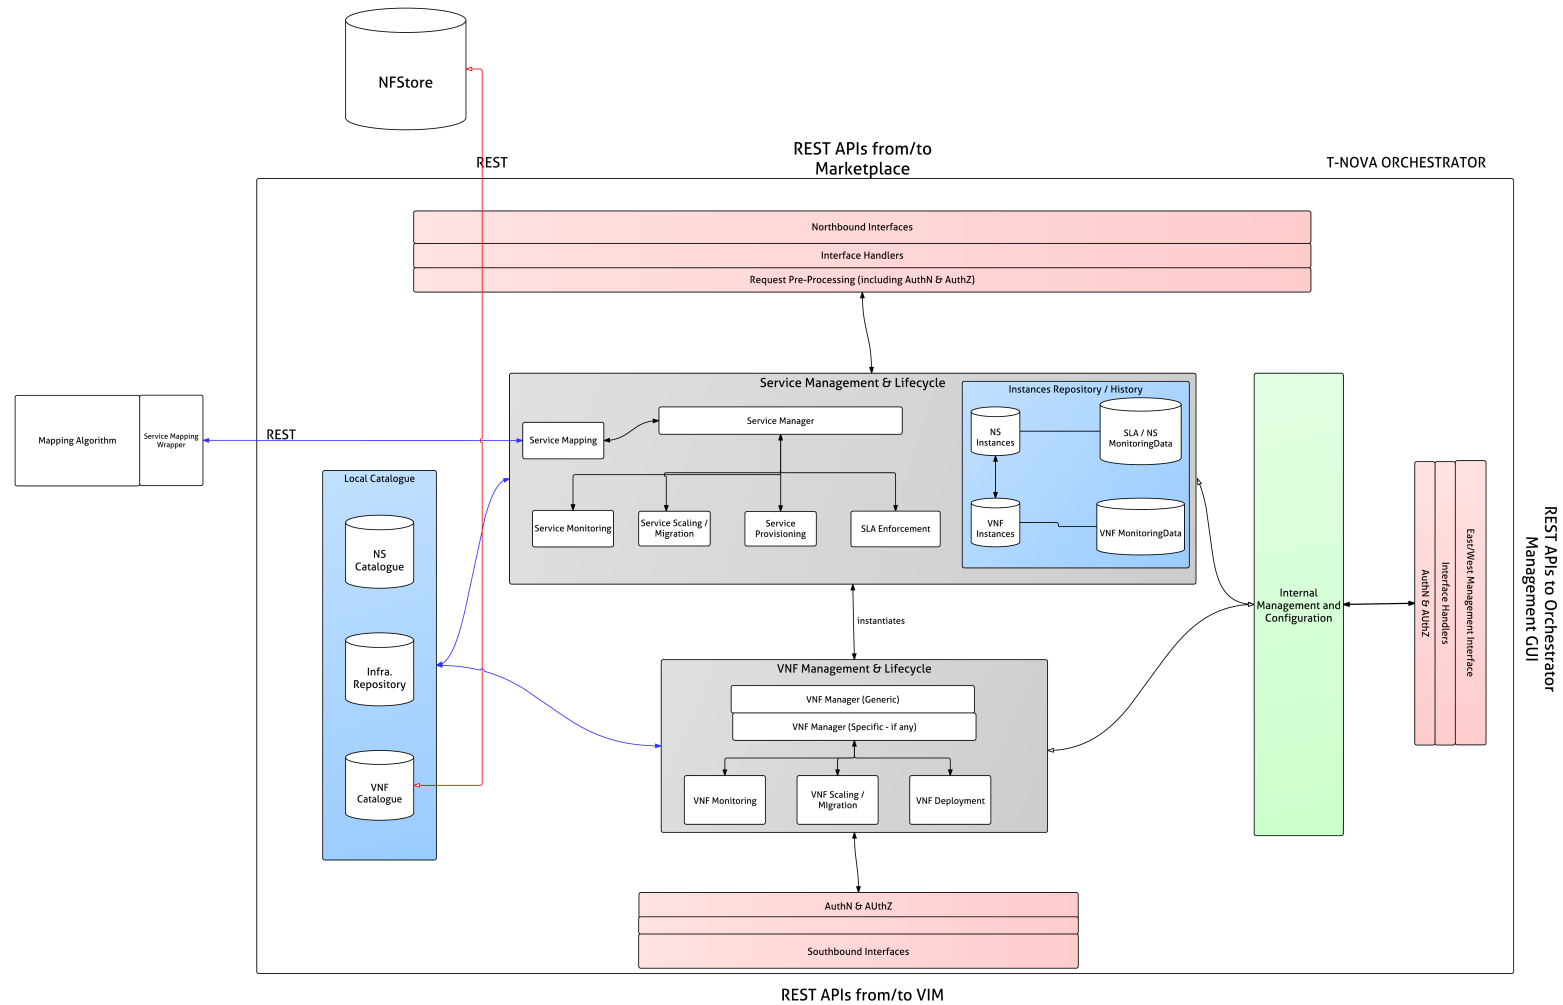 NFStore
REST APIs from/to
Marketplace
REST
T-NOVA ORCHESTRATOR
Northbound Interfaces
Interface Handlers
Request Pre-Processing (including AuthN & AuthZ)
Service Management & Lifecycle
Instances Repository / History
Service Manager
NS
Instances
SLA / NS
MonitoringData
Mapping Algorithm
Service Mapping
Wrapper
REST
Service Mapping
Local Catalogue
Service Monitoring
Service Scaling /
Migration
Service
Provisioning
SLA Enforcement
VNF
Instances
VNF MonitoringData
NS
Catalogue
Internal
Management and
Configuration
AuthN & AUthZ
Interface Handlers
East/West Management Interface
REST APIs to Orchestrator
Management GUI
instantiates
Infra.
Repository
VNF Management & Lifecycle
VNF Manager (Generic)
VNF Manager (Specific - if any)
VNF
Catalogue
VNF Monitoring
VNF Scaling /
MIgration
VNF Deployment
AuthN & AUthZ
Southbound Interfaces
REST APIs from/to VIM